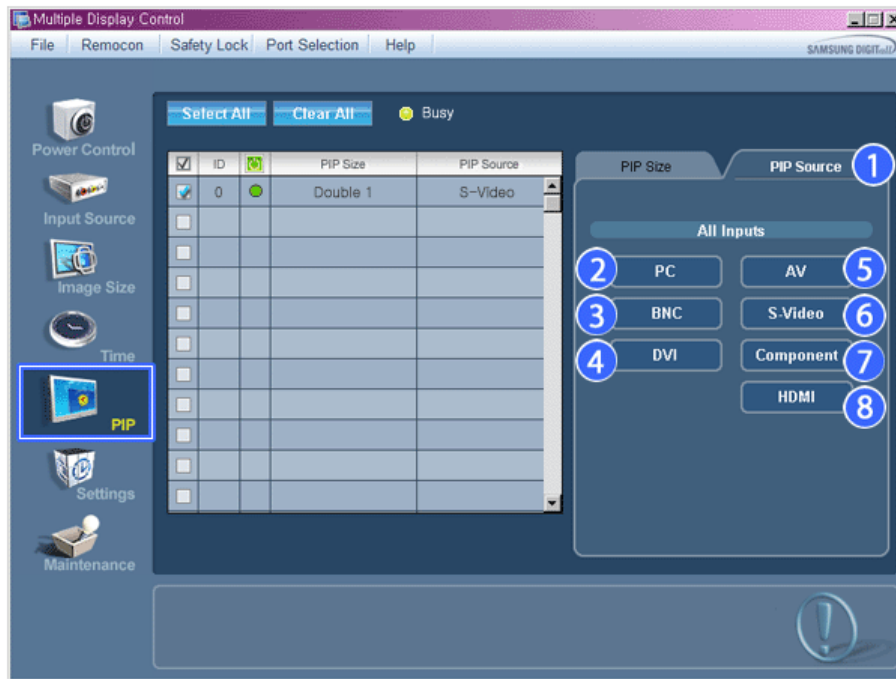 Multiple Display Control
File Remocon Safety Lock Port Selection Help
SAMSUNG DIGITall
Select All Clear All Busy
Power Control
ID PIP Size PIP Source
0 Double 1 S-Video
PIP Size PIP Source 1
Input Source
All Inputs
2 PC AV 5
Image Size
3 BNC S-Video 6
Time
4 DVI Component 7
HDMI 8
PIP
Settings
Maintenance